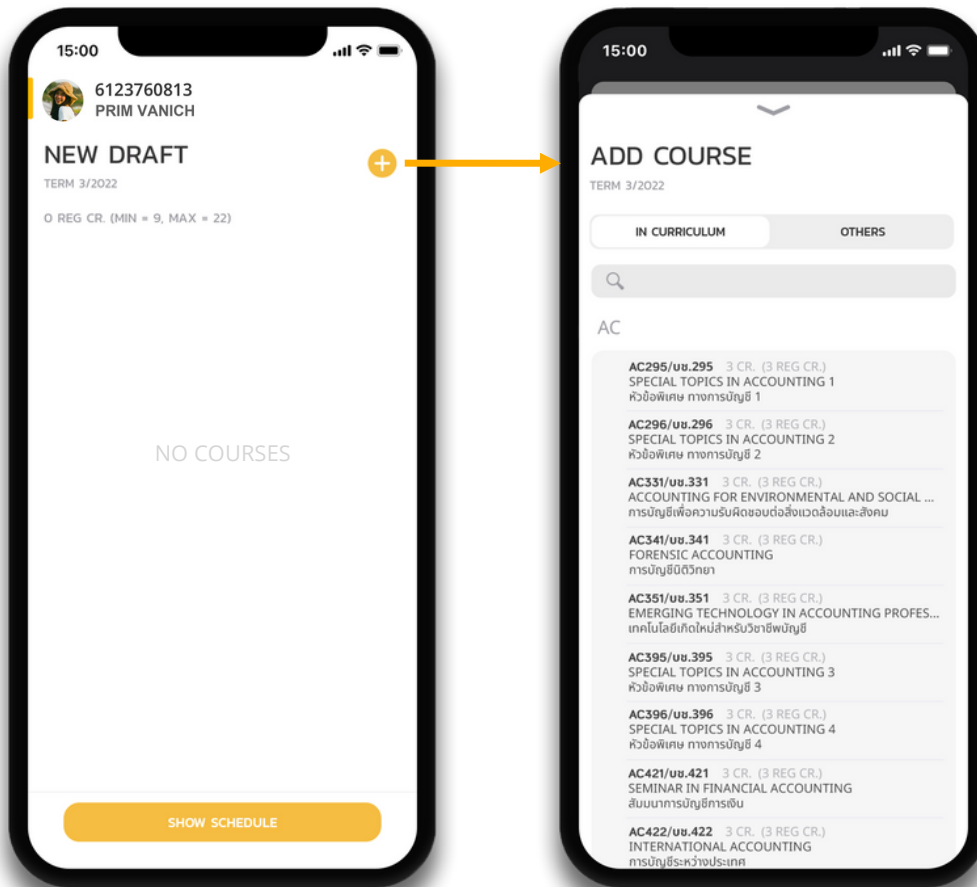 15:00
6123760813
PRIM VANICH
NEW DRAFT
TERM 3/2022
0 REG CR. (MIN = 9, MAX = 22)
NO COURSES
SHOW SCHEDULE
15:00
ADD COURSE
TERM 3/2022
IN CURRICULUM OTHERS
AC
AC295/บช.295 3 CR. (3 REG CR.)
SPECIAL TOPICS IN ACCOUNTING 1
หัวข้อพิเศษ ทางการบัญชี 1
AC296/บช.296 3 CR. (3 REG CR.)
SPECIAL TOPICS IN ACCOUNTING 2
หัวข้อพิเศษ ทางการบัญชี 2
AC331/บช.331 3 CR. (3 REG CR.)
ACCOUNTING FOR ENVIRONMENTAL AND SOCIAL ...
การบัญชีเพื่อความรับผิดชอบต่อสิ่งแวดล้อมและสังคม
AC341/บช.341 3 CR. (3 REG CR.)
FORENSIC ACCOUNTING
การบัญชีนิติวิทยา
AC351/บช.351 3 CR. (3 REG CR.)
EMERGING TECHNOLOGY IN ACCOUNTING PROFES...
เทคโนโลยีเกิดใหม่สำหรับวิชาชีพบัญชี
AC395/บช.395 3 CR. (3 REG CR.)
SPECIAL TOPICS IN ACCOUNTING 3
หัวข้อพิเศษ ทางการบัญชี 3
AC396/บช.396 3 CR. (3 REG CR.)
SPECIAL TOPICS IN ACCOUNTING 4
หัวข้อพิเศษ ทางการบัญชี 4
AC421/บช.421 3 CR. (3 REG CR.)
SEMINAR IN FINANCIAL ACCOUNTING
สัมมนาการบัญชีการเงิน
AC422/บช.422 3 CR. (3 REG CR.)
INTERNATIONAL ACCOUNTING
การบัญชีระหว่างประเทศ